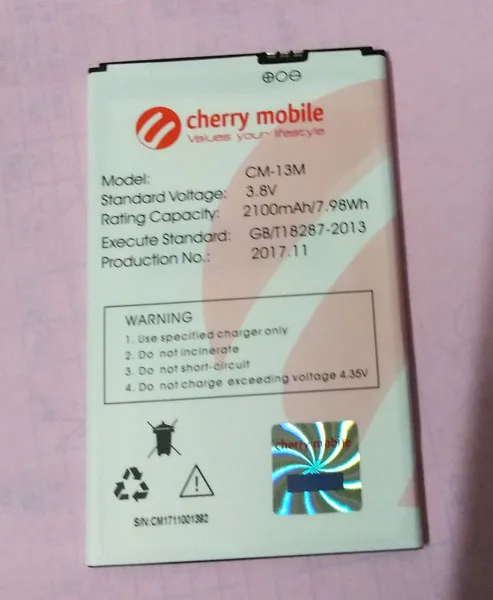 cherry mobile
Values your lifestyle
Model: CM-13M
Standard Voltage: 3.8V
Rating Capacity: 2100mAh/7.98Wh
Execute Standard: GB/T18287-2013
Production No.: 2017.11
WARNING
1. Use specified charger only
2. Do not incinerate
3. Do not short-circuit
4. Do not charge exceeding voltage 4.35V
cherry mobile
S/N:CM1711001392